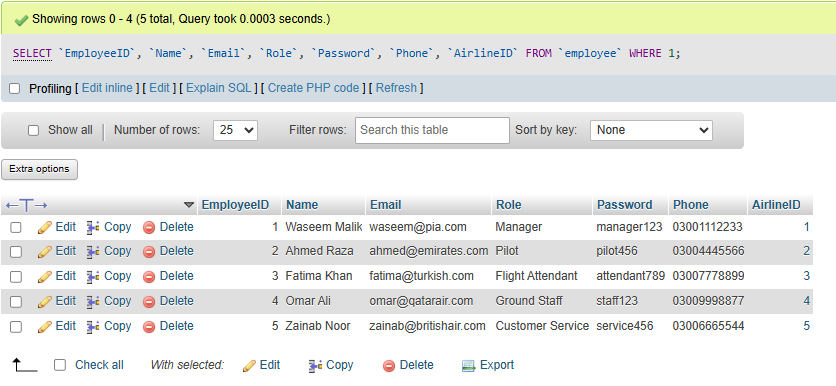 Showing rows 0 - 4 (5 total, Query took 0.0003 seconds.)
SELECT `EmployeeID`, `Name`, `Email`, `Role`, `Password`, `Phone`, `AirlineID` FROM `employee` WHERE 1;
Profiling [ Edit inline ] [ Edit ] [ Explain SQL ] [ Create PHP code ] [ Refresh ]
Show all | Number of rows: 25 Filter rows: Search this table Sort by key: None
Extra options
←T→ EmployeeID Name Email Role Password Phone AirlineID
Edit Copy Delete 1 Waseem Malik waseem@pia.com Manager manager123 03001112233 1
Edit Copy Delete 2 Ahmed Raza ahmed@emirates.com Pilot pilot456 03004445566 2
Edit Copy Delete 3 Fatima Khan fatima@turkish.com Flight Attendant attendant789 03007778899 3
Edit Copy Delete 4 Omar Ali omar@qatarair.com Ground Staff staff123 03009998877 4
Edit Copy Delete 5 Zainab Noor zainab@britishair.com Customer Service service456 03006665544 5
Check all With selected: Edit Copy Delete Export